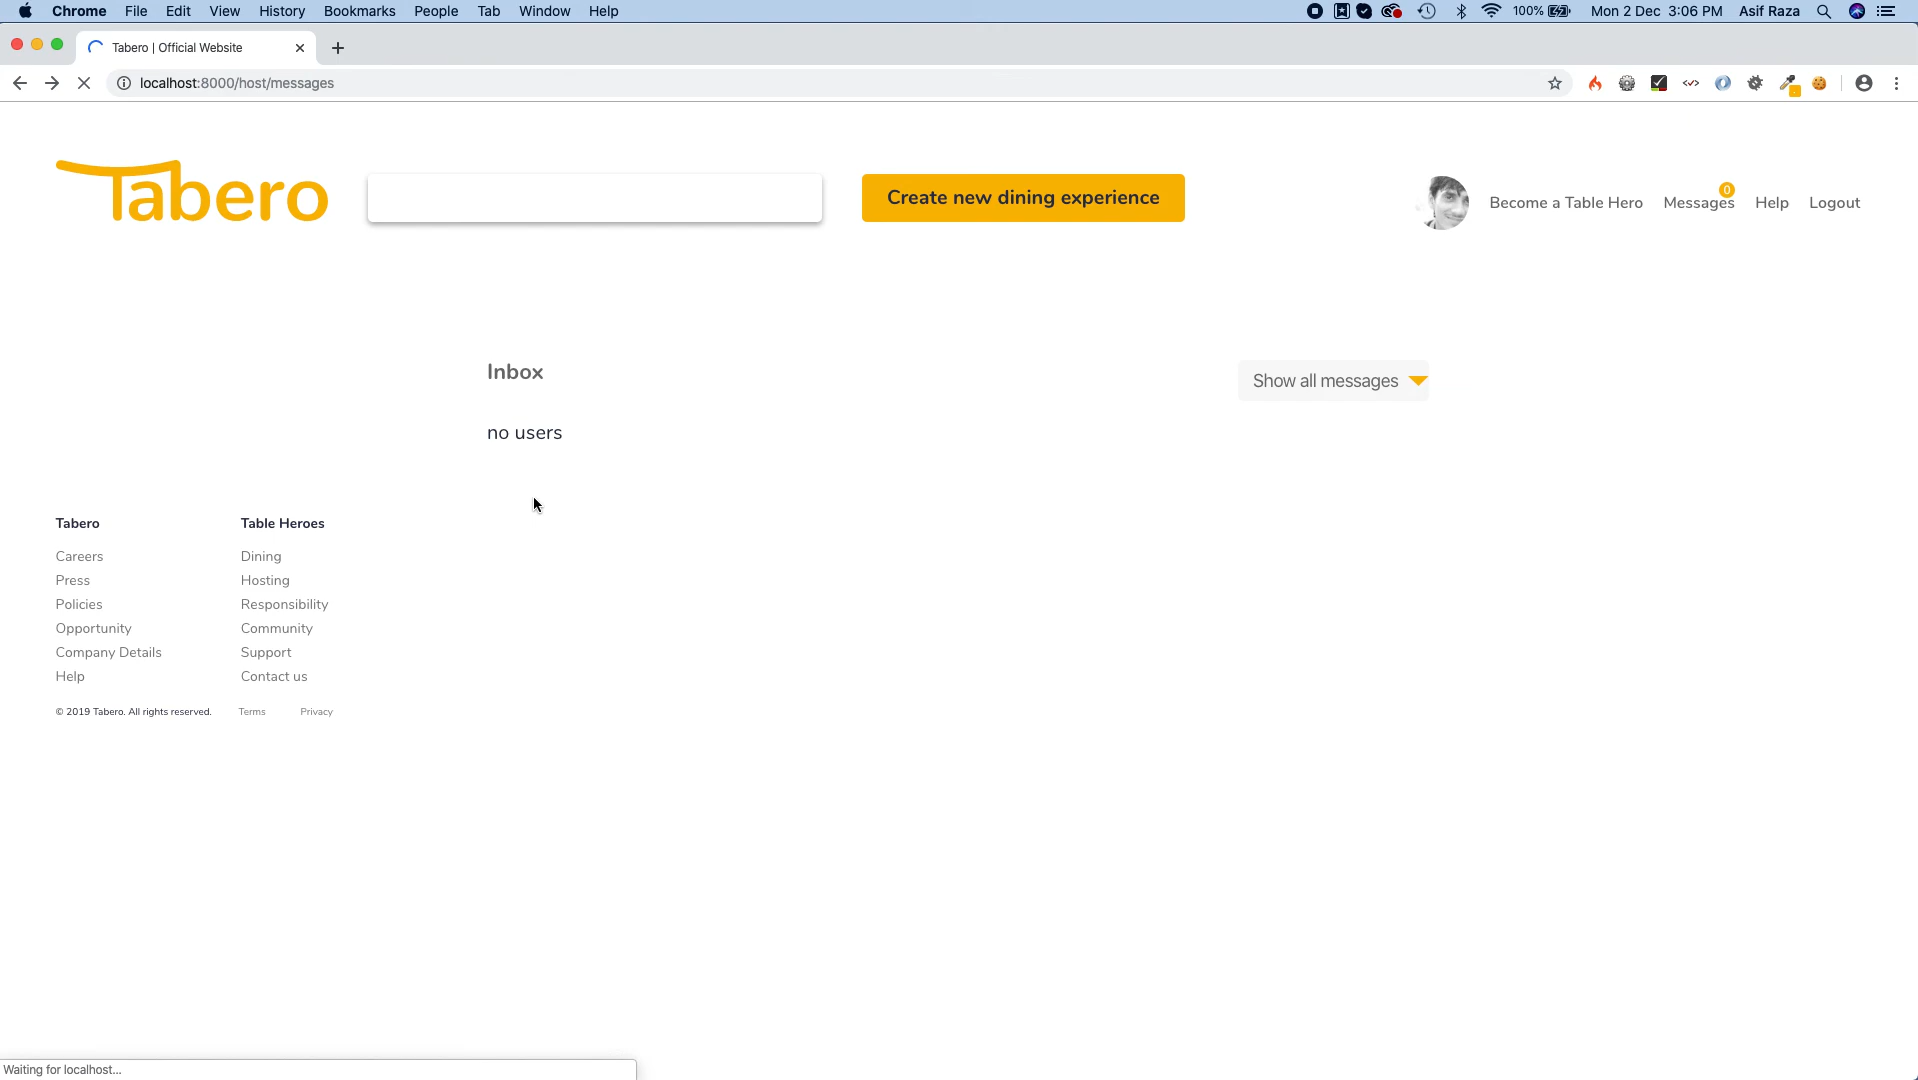 Chrome File Edit View History Bookmarks People Tab Window Help 100% Mon 2 Dec 3:06 PM Asif Raza
Tabero | Official Website
localhost:8000/host/messages
Tabero
Create new dining experience
Become a Table Hero
Messages
0
Help
Logout
Inbox
Show all messages
no users
Tabero
Careers
Press
Policies
Opportunity
Company Details
Help
Table Heroes
Dining
Hosting
Responsibility
Community
Support
Contact us
© 2019 Tabero. All rights reserved. Terms Privacy
Waiting for localhost...